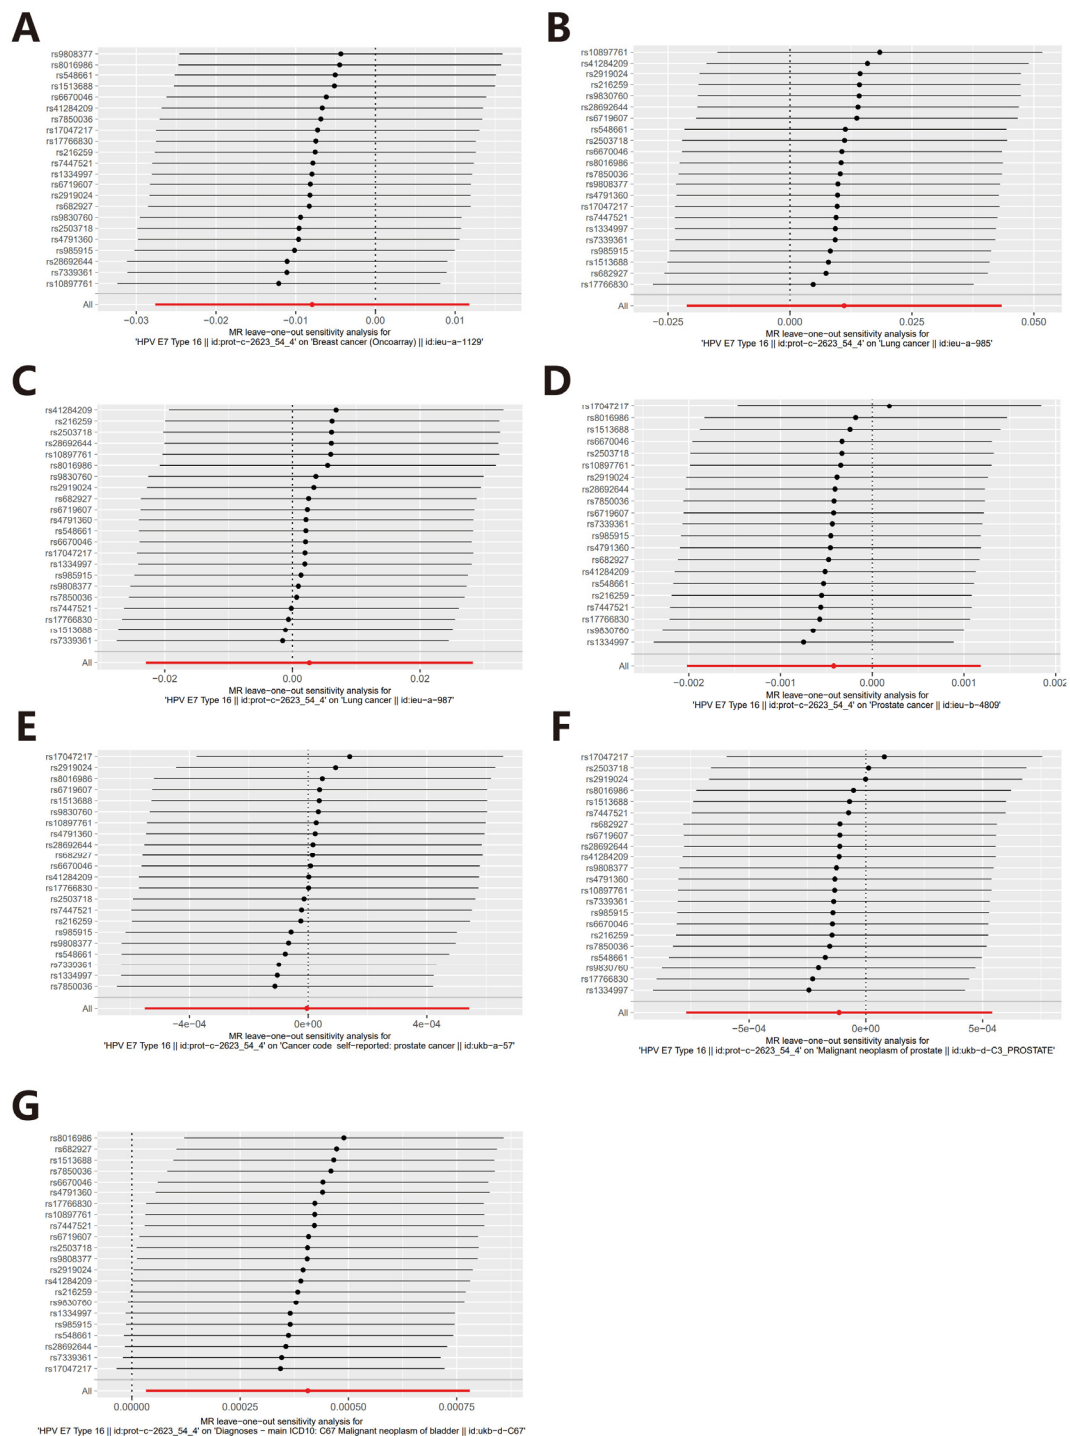 A
rs9808377
rs8016986
rs548661
rs1513688
rs6670046
rs41284209
rs7850036
rs17047217
rs17766830
rs216259
rs7447521
rs1334997
rs6719607
rs2919024
rs682927
rs9830760
rs2503718
rs4791360
rs985915
rs28692644
rs7339361
rs10897761
All
−0.03 −0.02 −0.01 0.00 0.01
MR leave−one−out sensitivity analysis for
'HPV E7 Type 16 || id:prot−c−2623_54_4' on 'Breast cancer (Oncoarray) || id:ieu−a−1129'
B
rs10897761
rs41284209
rs2919024
rs216259
rs9830760
rs28692644
rs6719607
rs548661
rs2503718
rs6670046
rs8016986
rs7850036
rs9808377
rs4791360
rs17047217
rs7447521
rs1334997
rs7339361
rs985915
rs1513688
rs682927
rs17766830
All
−0.025 0.000 0.025 0.050
MR leave−one−out sensitivity analysis for
'HPV E7 Type 16 || id:prot−c−2623_54_4' on 'Lung cancer || id:ieu−a−985'
C
rs41284209
rs216259
rs2503718
rs28692644
rs10897761
rs8016986
rs9830760
rs2919024
rs682927
rs6719607
rs4791360
rs548661
rs6670046
rs17047217
rs1334997
rs985915
rs9808377
rs7850036
rs7447521
rs17766830
rs1513688
rs7339361
All
−0.02 0.00 0.02
MR leave−one−out sensitivity analysis for
'HPV E7 Type 16 || id:prot−c−2623_54_4' on 'Lung cancer || id:ieu−a−987'
D
rs17047217
rs8016986
rs1513688
rs6670046
rs2503718
rs10897761
rs2919024
rs28692644
rs7850036
rs6719607
rs7339361
rs985915
rs4791360
rs682927
rs41284209
rs548661
rs216259
rs7447521
rs17766830
rs9830760
rs1334997
All
−0.002 −0.001 0.000 0.001 0.002
MR leave−one−out sensitivity analysis for
'HPV E7 Type 16 || id:prot−c−2623_54_4' on 'Prostate cancer || id:ieu−b−4809'
E
rs17047217
rs2919024
rs8016986
rs6719607
rs1513688
rs9830760
rs10897761
rs4791360
rs28692644
rs682927
rs6670046
rs41284209
rs17766830
rs2503718
rs7447521
rs216259
rs985915
rs9808377
rs548661
rs7339361
rs1334997
rs7850036
All
−4e−04 0e+00 4e−04
MR leave−one−out sensitivity analysis for
'HPV E7 Type 16 || id:prot−c−2623_54_4' on 'Cancer code self−reported: prostate cancer || id:ukb−a−57'
F
rs17047217
rs2503718
rs2919024
rs8016986
rs1513688
rs7447521
rs682927
rs6719607
rs28692644
rs41284209
rs9808377
rs4791360
rs10897761
rs7339361
rs985915
rs6670046
rs216259
rs7850036
rs548661
rs9830760
rs17766830
rs1334997
All
−5e−04 0e+00 5e−04
MR leave−one−out sensitivity analysis for
'HPV E7 Type 16 || id:prot−c−2623_54_4' on 'Malignant neoplasm of prostate || id:ukb−d−C3_PROSTATE'
G
rs8016986
rs682927
rs1513688
rs7850036
rs6670046
rs4791360
rs17766830
rs10897761
rs7447521
rs6719607
rs2503718
rs9808377
rs2919024
rs41284209
rs216259
rs9830760
rs1334997
rs985915
rs548661
rs28692644
rs7339361
rs17047217
All
0.00000 0.00025 0.00050 0.00075
MR leave−one−out sensitivity analysis for
'HPV E7 Type 16 || id:prot−c−2623_54_4' on 'Diagnoses − main ICD10: C67 Malignant neoplasm of bladder || id:ukb−d−C67'